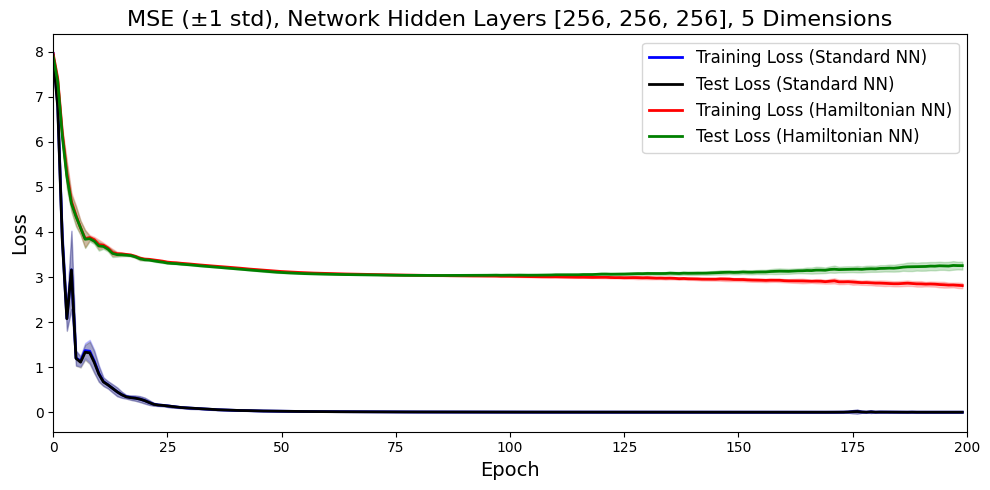 MSE (±1 std), Network Hidden Layers [256, 256, 256], 5 Dimensions
Training Loss (Standard NN)
Test Loss (Standard NN)
Training Loss (Hamiltonian NN)
Test Loss (Hamiltonian NN)
Loss
8
7
6
5
4
3
2
1
0
0 25 50 75 100 125 150 175 200
Epoch